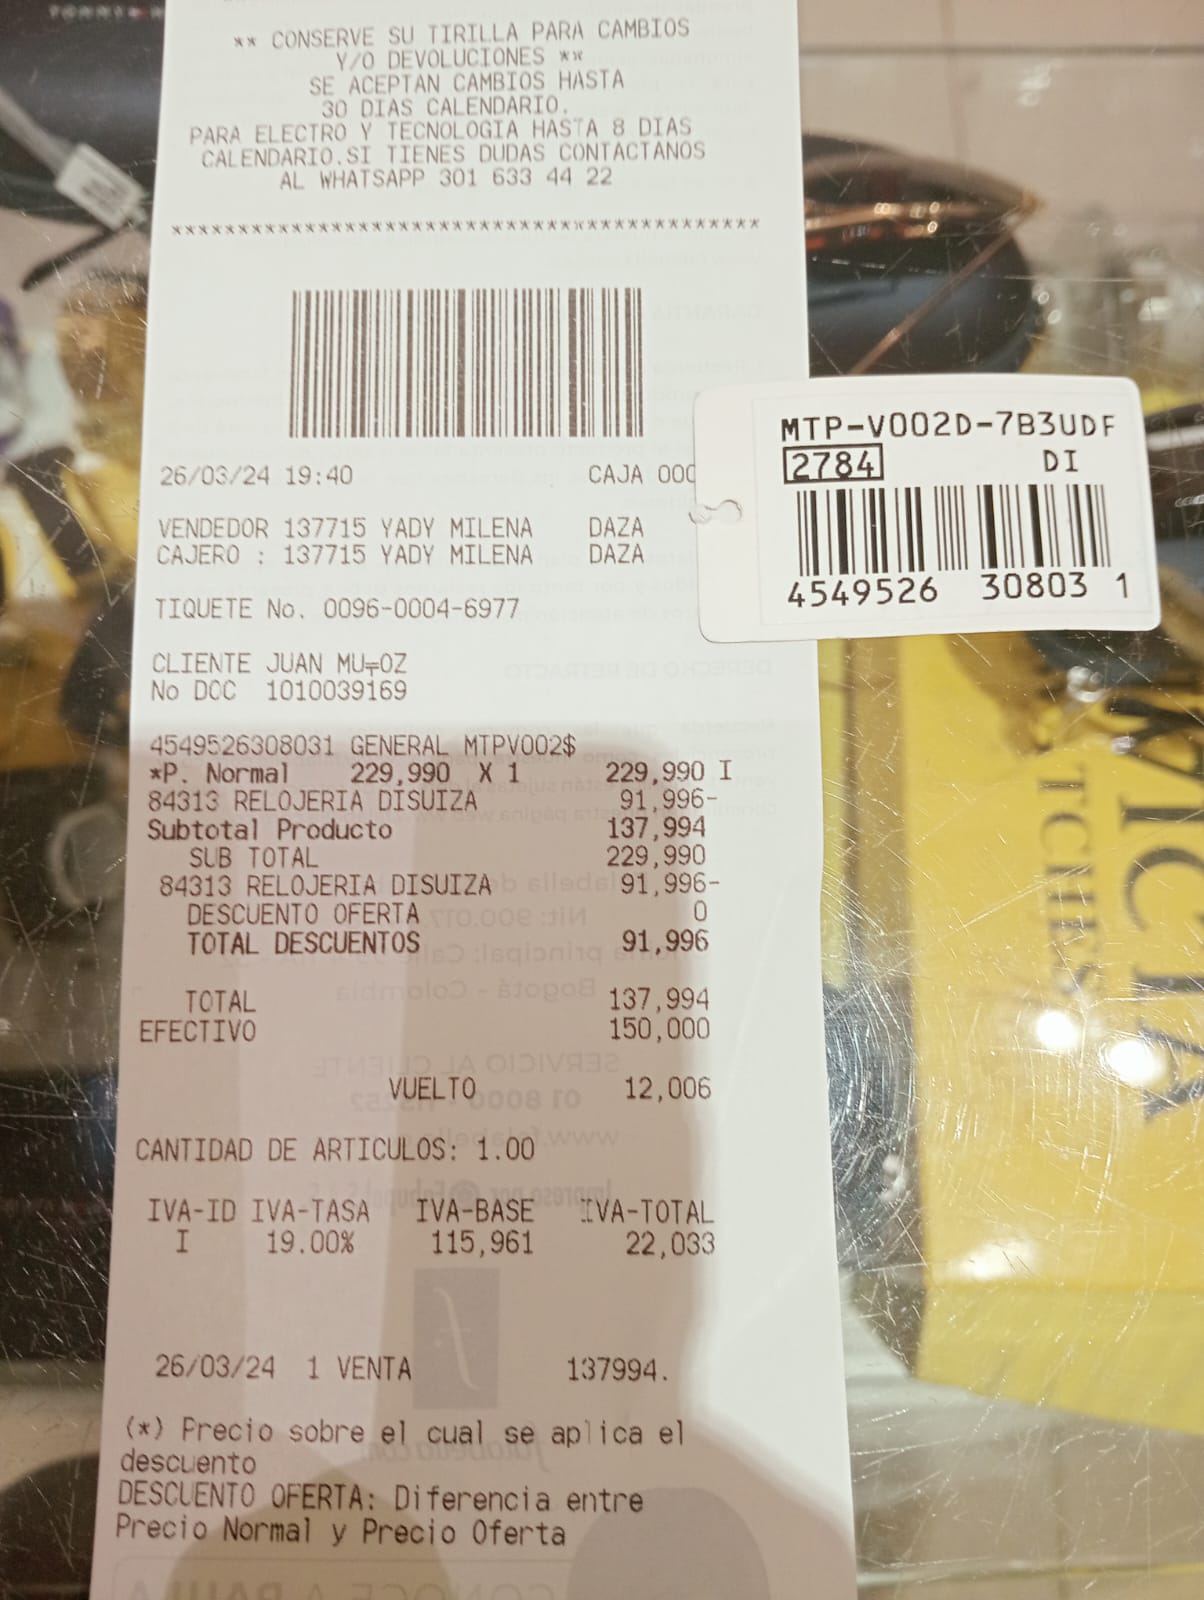 ** CONSERVE SU TIRILLA PARA CAMBIOS
Y/O DEVOLUCIONES **
SE ACEPTAN CAMBIOS HASTA
30 DIAS CALENDARIO.
PARA ELECTRO Y TECNOLOGIA HASTA 8 DIAS
CALENDARIO.SI TIENES DUDAS CONTACTANOS
AL WHATSAPP 301 633 44 22
*********************************************
26/03/24 19:40 CAJA 000
VENDEDOR 137715 YADY MILENA DAZA
CAJERO : 137715 YADY MILENA DAZA
TIQUETE No. 0096-0004-6977
CLIENTE JUAN MU╤OZ
No DOC 1010039169
4549526308031 GENERAL MTPV002$
*P. Normal 229,990 X 1 229,990 I
84313 RELOJERIA DISUIZA 91,996-
Subtotal Producto 137,994
SUB TOTAL 229,990
84313 RELOJERIA DISUIZA 91,996-
DESCUENTO OFERTA 0
TOTAL DESCUENTOS 91,996
TOTAL 137,994
EFECTIVO 150,000
VUELTO 12,006
CANTIDAD DE ARTICULOS: 1.00
IVA-ID IVA-TASA IVA-BASE IVA-TOTAL
I 19.00% 115,961 22,033
26/03/24 1 VENTA 137994.
(*) Precio sobre el cual se aplica el
descuento
DESCUENTO OFERTA: Diferencia entre
Precio Normal y Precio Oferta
MTP-V002D-7B3UDF
2784 DI
4549526 30803 1